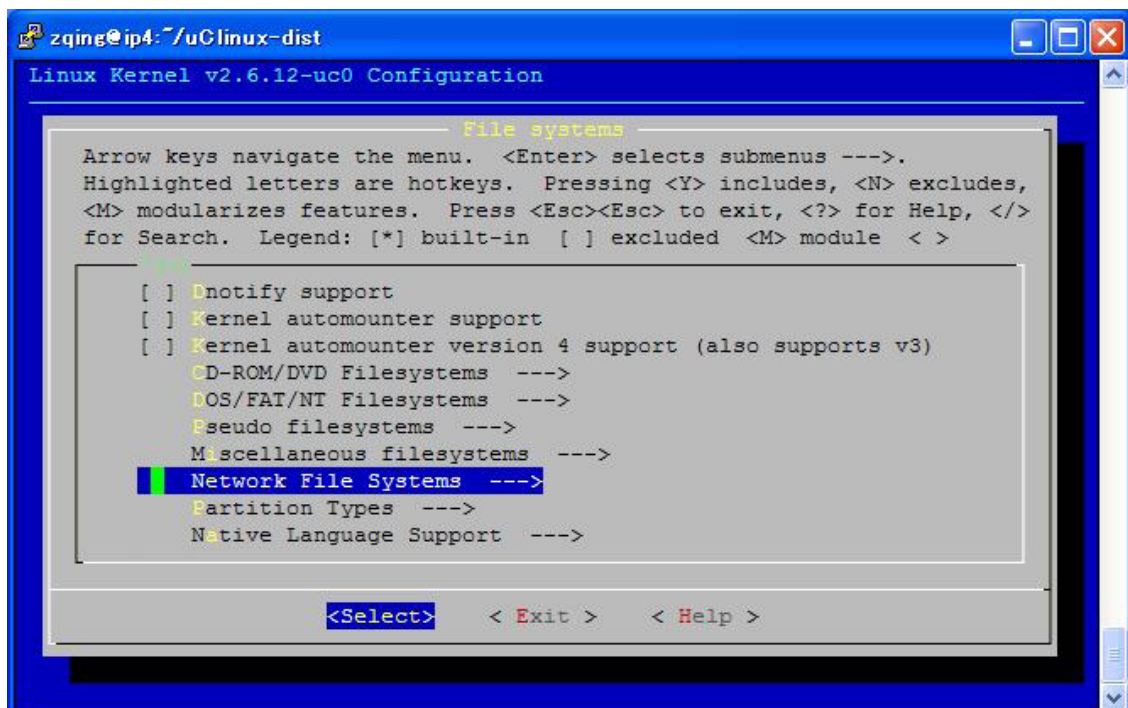 zqing@ip4:~/uClinux-dist
Linux Kernel v2.6.12-uc0 Configuration
File systems
Arrow keys navigate the menu.  <Enter> selects submenus --->.
Highlighted letters are hotkeys.  Pressing <Y> includes, <N> excludes,
<M> modularizes features.  Press <Esc><Esc> to exit, <?> for Help, </>
for Search.  Legend: [*] built-in  [ ] excluded  <M> module  < >
[ ] Dnotify support
[ ] Kernel automounter support
[ ] Kernel automounter version 4 support (also supports v3)
CD-ROM/DVD Filesystems  --->
DOS/FAT/NT Filesystems  --->
Pseudo filesystems  --->
Miscellaneous filesystems  --->
Network File Systems  --->
Partition Types  --->
Native Language Support  --->
<Select>    < Exit >    < Help >